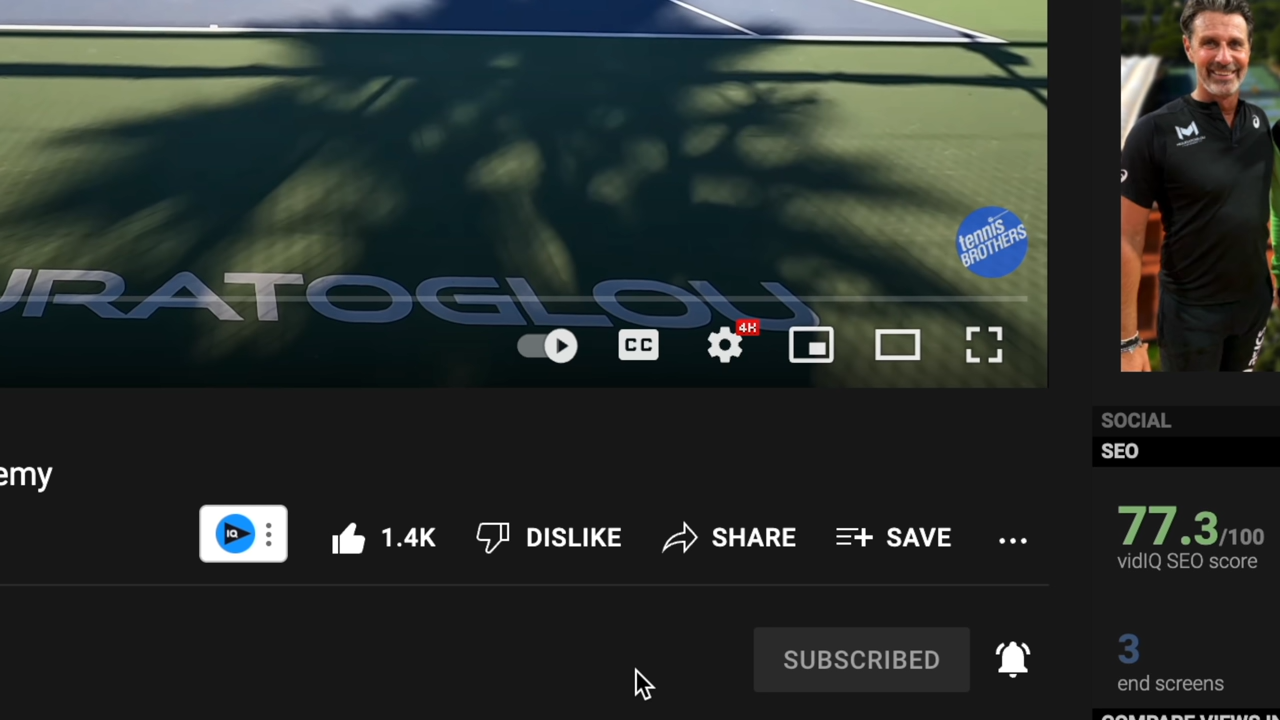 tennis
BROTHERS
URATOGLOU
4K
CC
emy
IQ
1.4K
DISLIKE
SHARE
SAVE
SUBSCRIBED
SOCIAL
SEO
77.3/100
vidIQ SEO score
3
end screens